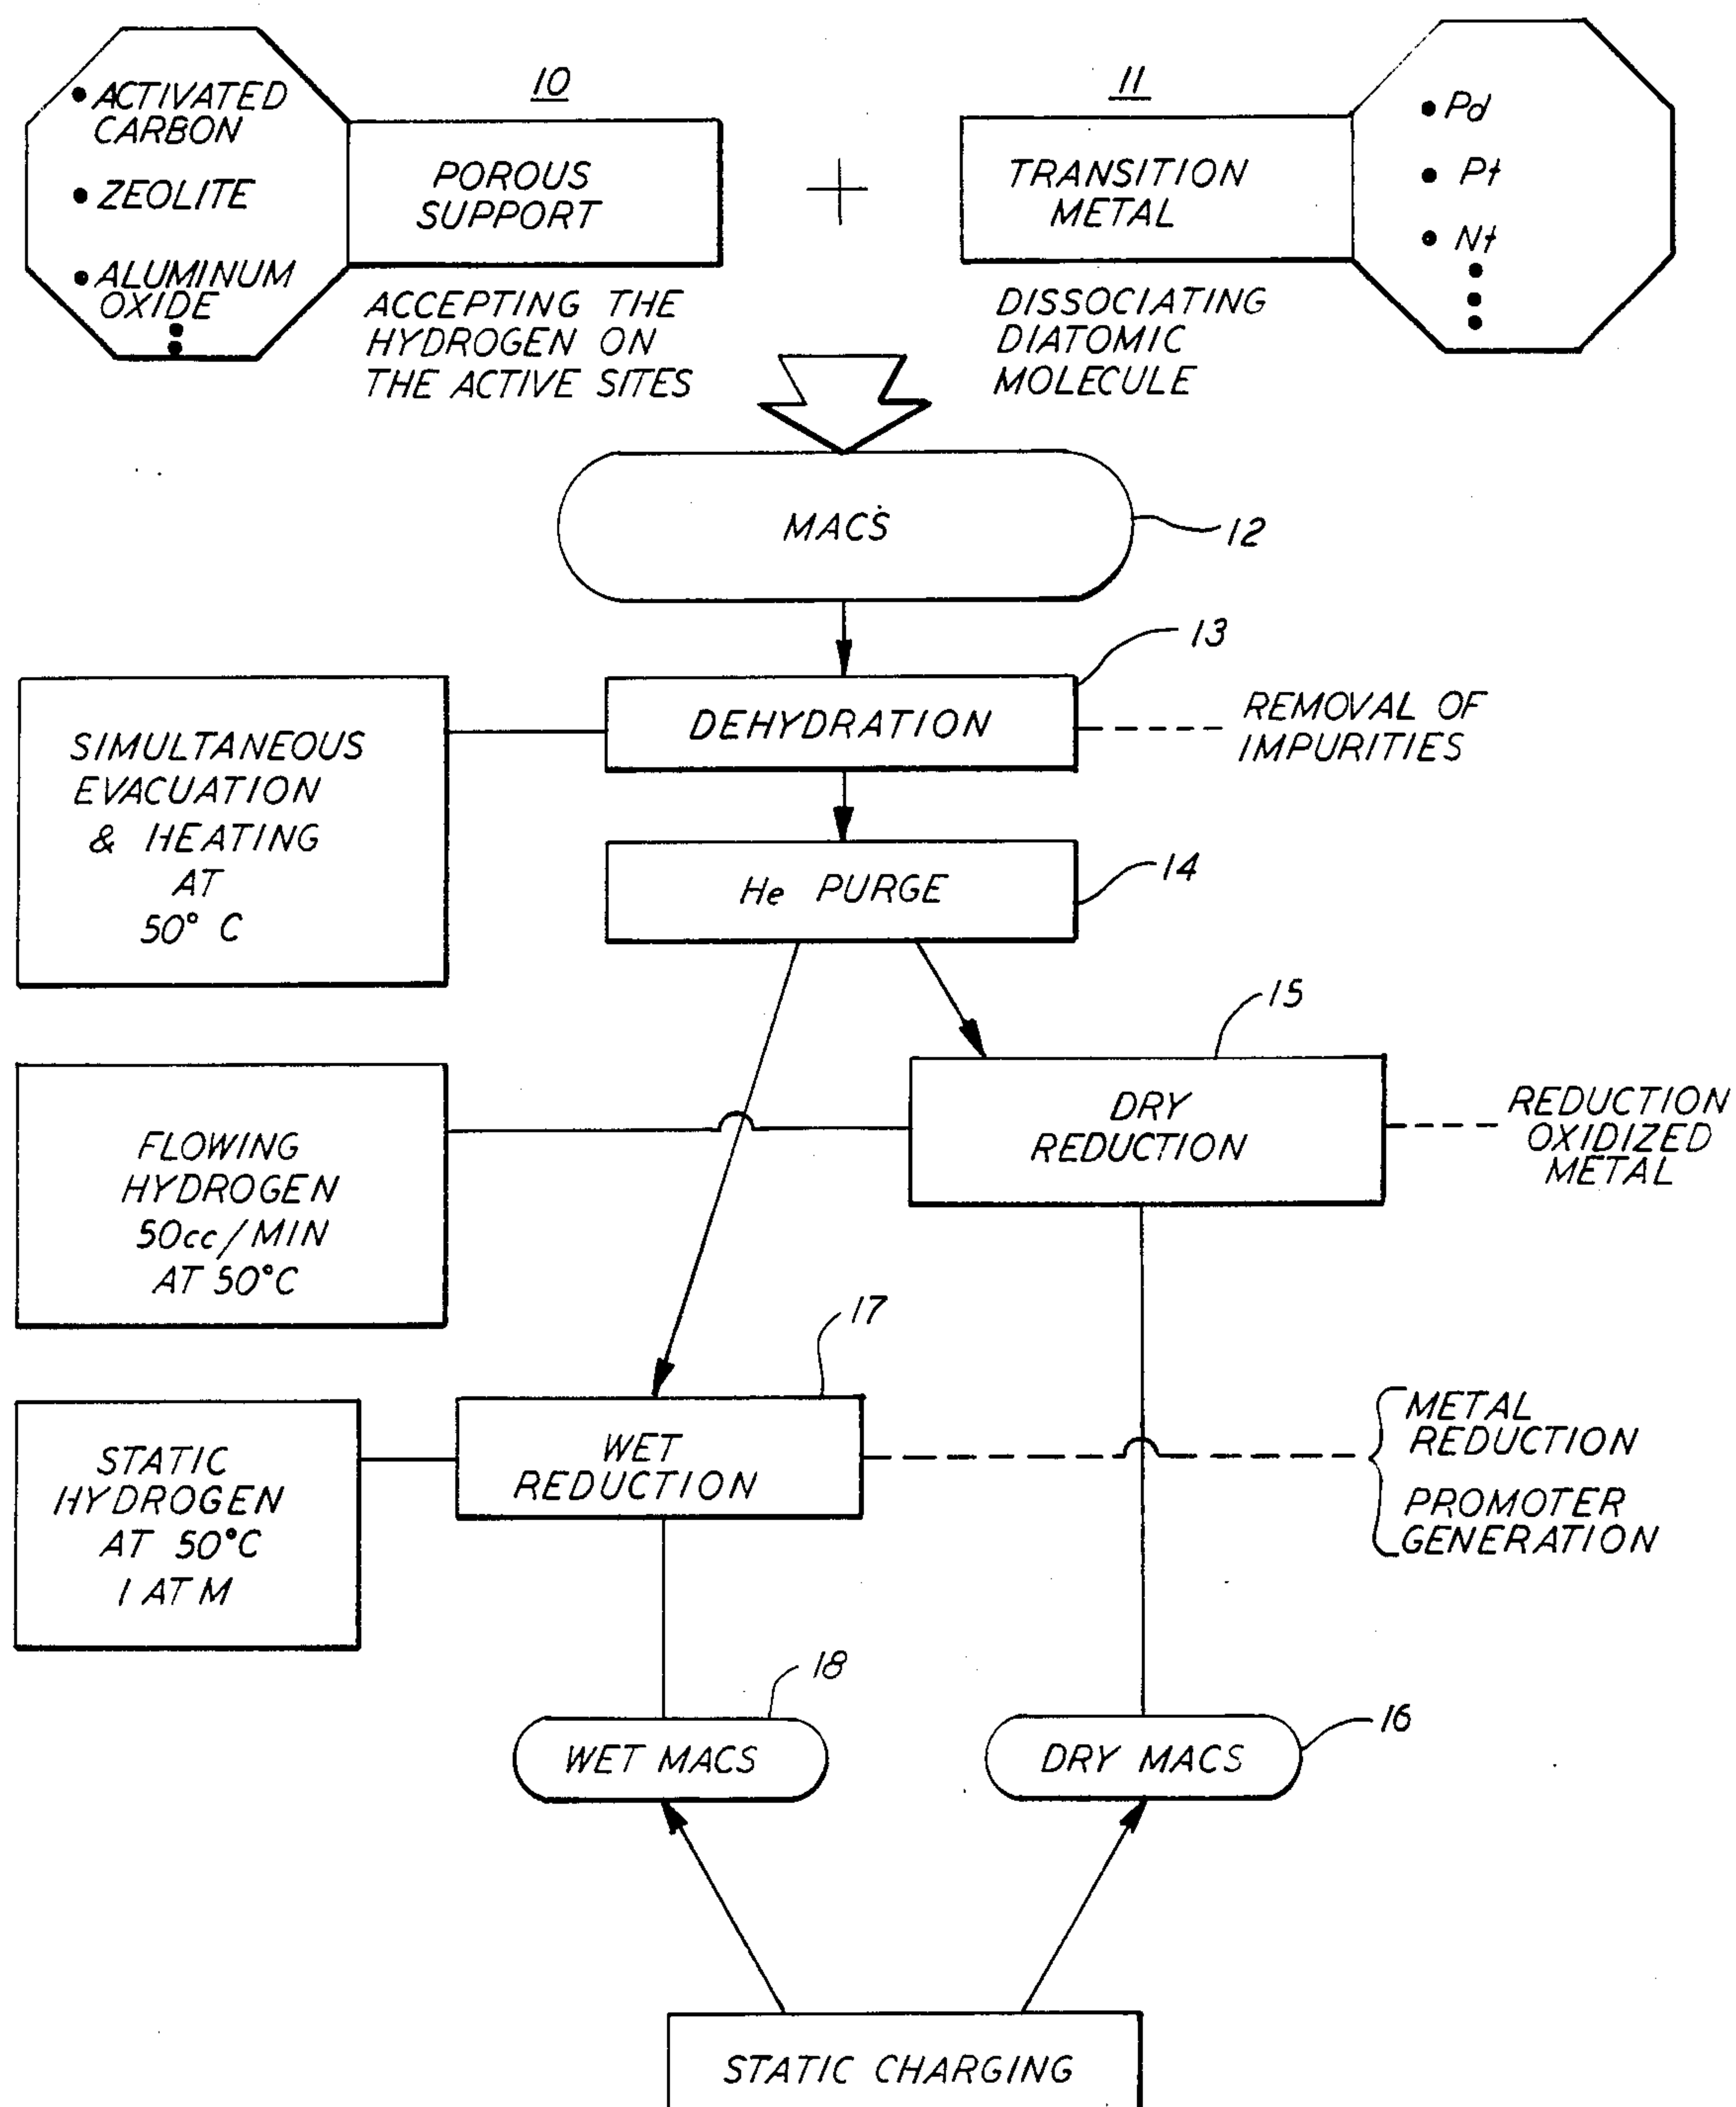 10
11
• ACTIVATED
CARBON
• ZEOLITE
• ALUMINUM
OXIDE
POROUS
SUPPORT
+
TRANSITION
METAL
• Pd
• Pt
• Nt
ACCEPTING THE
HYDROGEN ON
THE ACTIVE SITES
DISSOCIATING
DIATOMIC
MOLECULE
MACS
12
13
DEHYDRATION
REMOVAL OF
IMPURITIES
SIMULTANEOUS
EVACUATION
& HEATING
AT
50° C
He PURGE
14
15
DRY
REDUCTION
REDUCTION
OXIDIZED
METAL
FLOWING
HYDROGEN
50cc/MIN
AT 50°C
17
WET
REDUCTION
METAL
REDUCTION
PROMOTER
GENERATION
STATIC
HYDROGEN
AT 50°C
1 ATM
18
WET MACS
16
DRY MACS
STATIC CHARGING